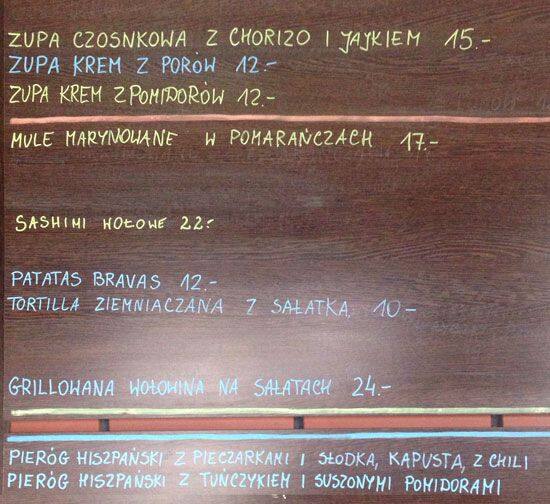 ZUPA CZOSNKOWA Z CHORIZO I JAJKIEM 15.-
ZUPA KREM Z PORÓW 12.-
ZUPA KREM Z POMIDORÓW 12.-
MULE MARYNOWANE W POMARAŃCZACH 17.-
SASHIMI WOŁOWE 22.-
PATATAS BRAVAS 12.-
TORTILLA ZIEMNIACZANA Z SAŁATKĄ 10-
GRILLOWANA WOŁOWINA NA SAŁATACH 24.-
PIERÓG HISZPAŃSKI Z PIECZARKAMI I SŁODKĄ KAPUSTĄ Z CHILI
PIERÓG HISZPAŃSKI Z TUŃCZYKIEM I SUSZONYMI POMIDORAMI